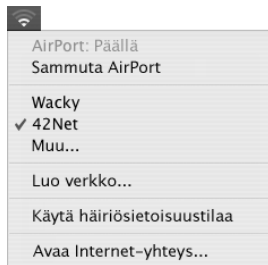 AirPort: Päällä
Sammuta AirPort
Wacky
✓ 42Net
Muu...
Luo verkko...
Käytä häiriösietoisuustilaa
Avaa Internet-yhteys...